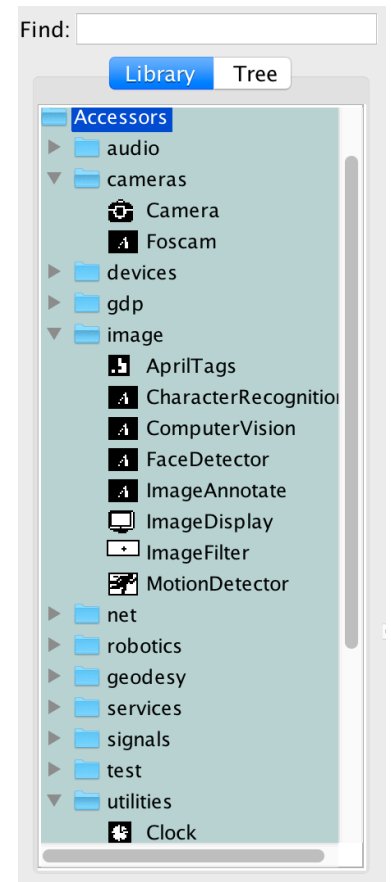 Find:
Library Tree
Accessors
audio
cameras
Camera
Foscam
devices
gdp
image
AprilTags
CharacterRecognition
ComputerVision
FaceDetector
ImageAnnotate
ImageDisplay
ImageFilter
MotionDetector
net
robotics
geodesy
services
signals
test
utilities
Clock